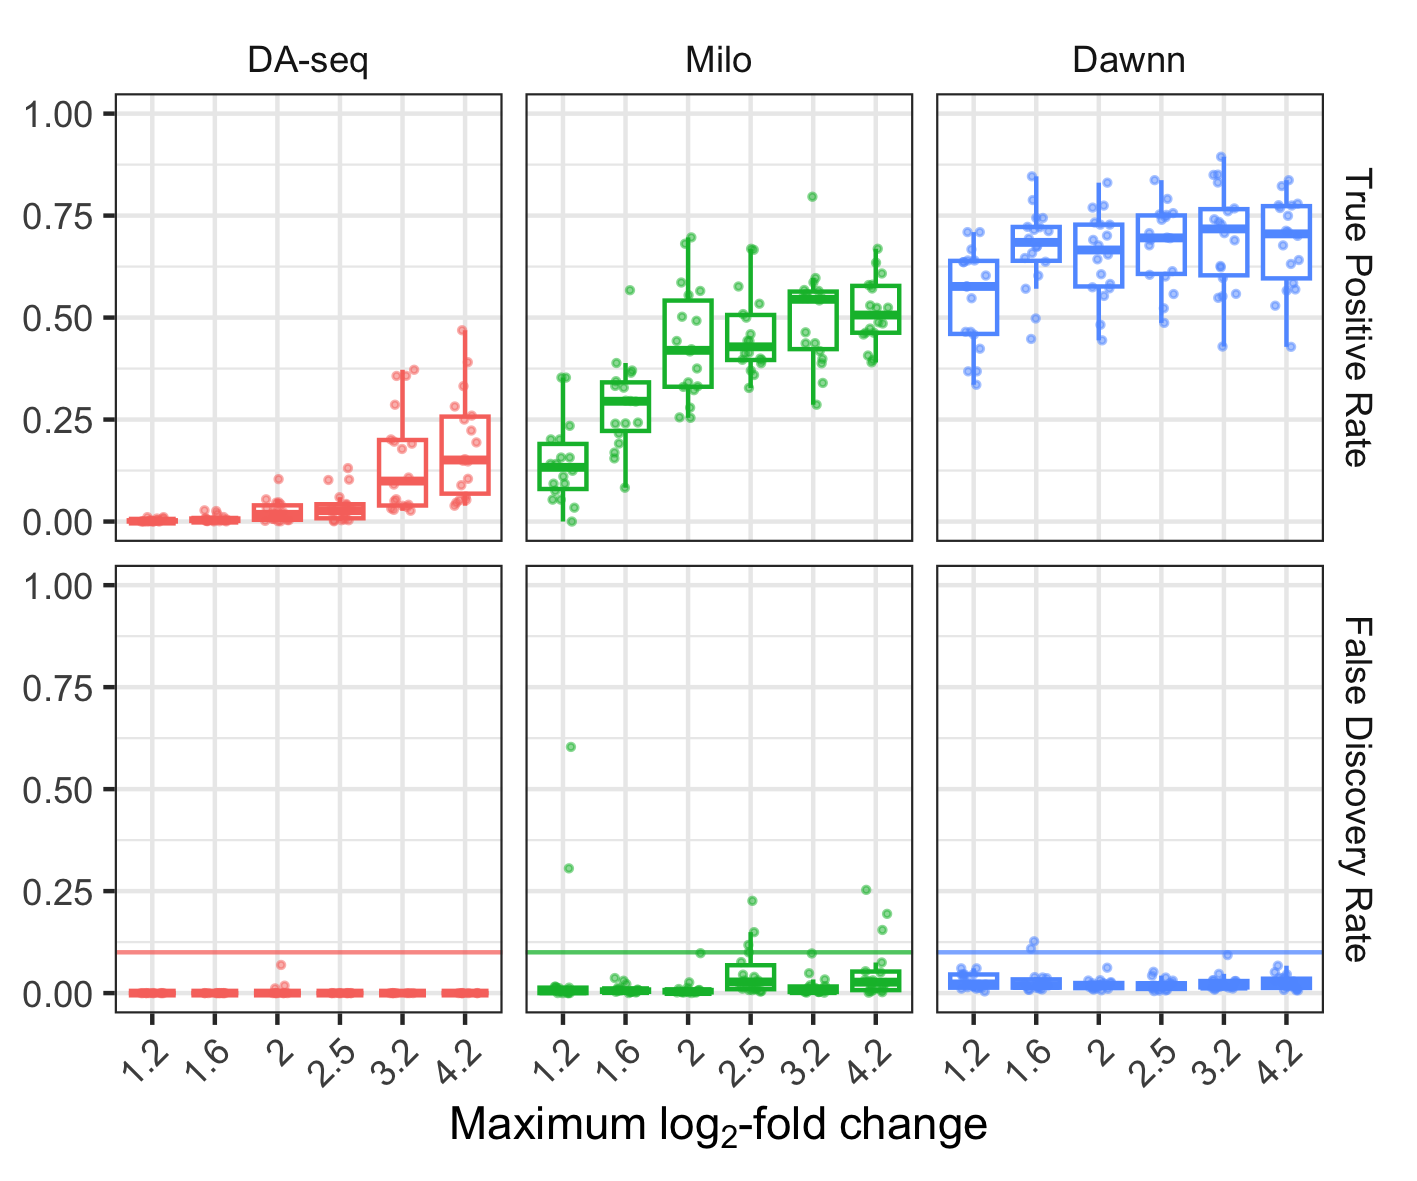 DA-seq Milo Dawnn
1.00
0.75
0.50
0.25
0.00
True Positive Rate
1.00
0.75
0.50
0.25
0.00
False Discovery Rate
1.2 1.6 2 2.5 3.2 4.2 1.2 1.6 2 2.5 3.2 4.2 1.2 1.6 2 2.5 3.2 4.2
Maximum log₂-fold change